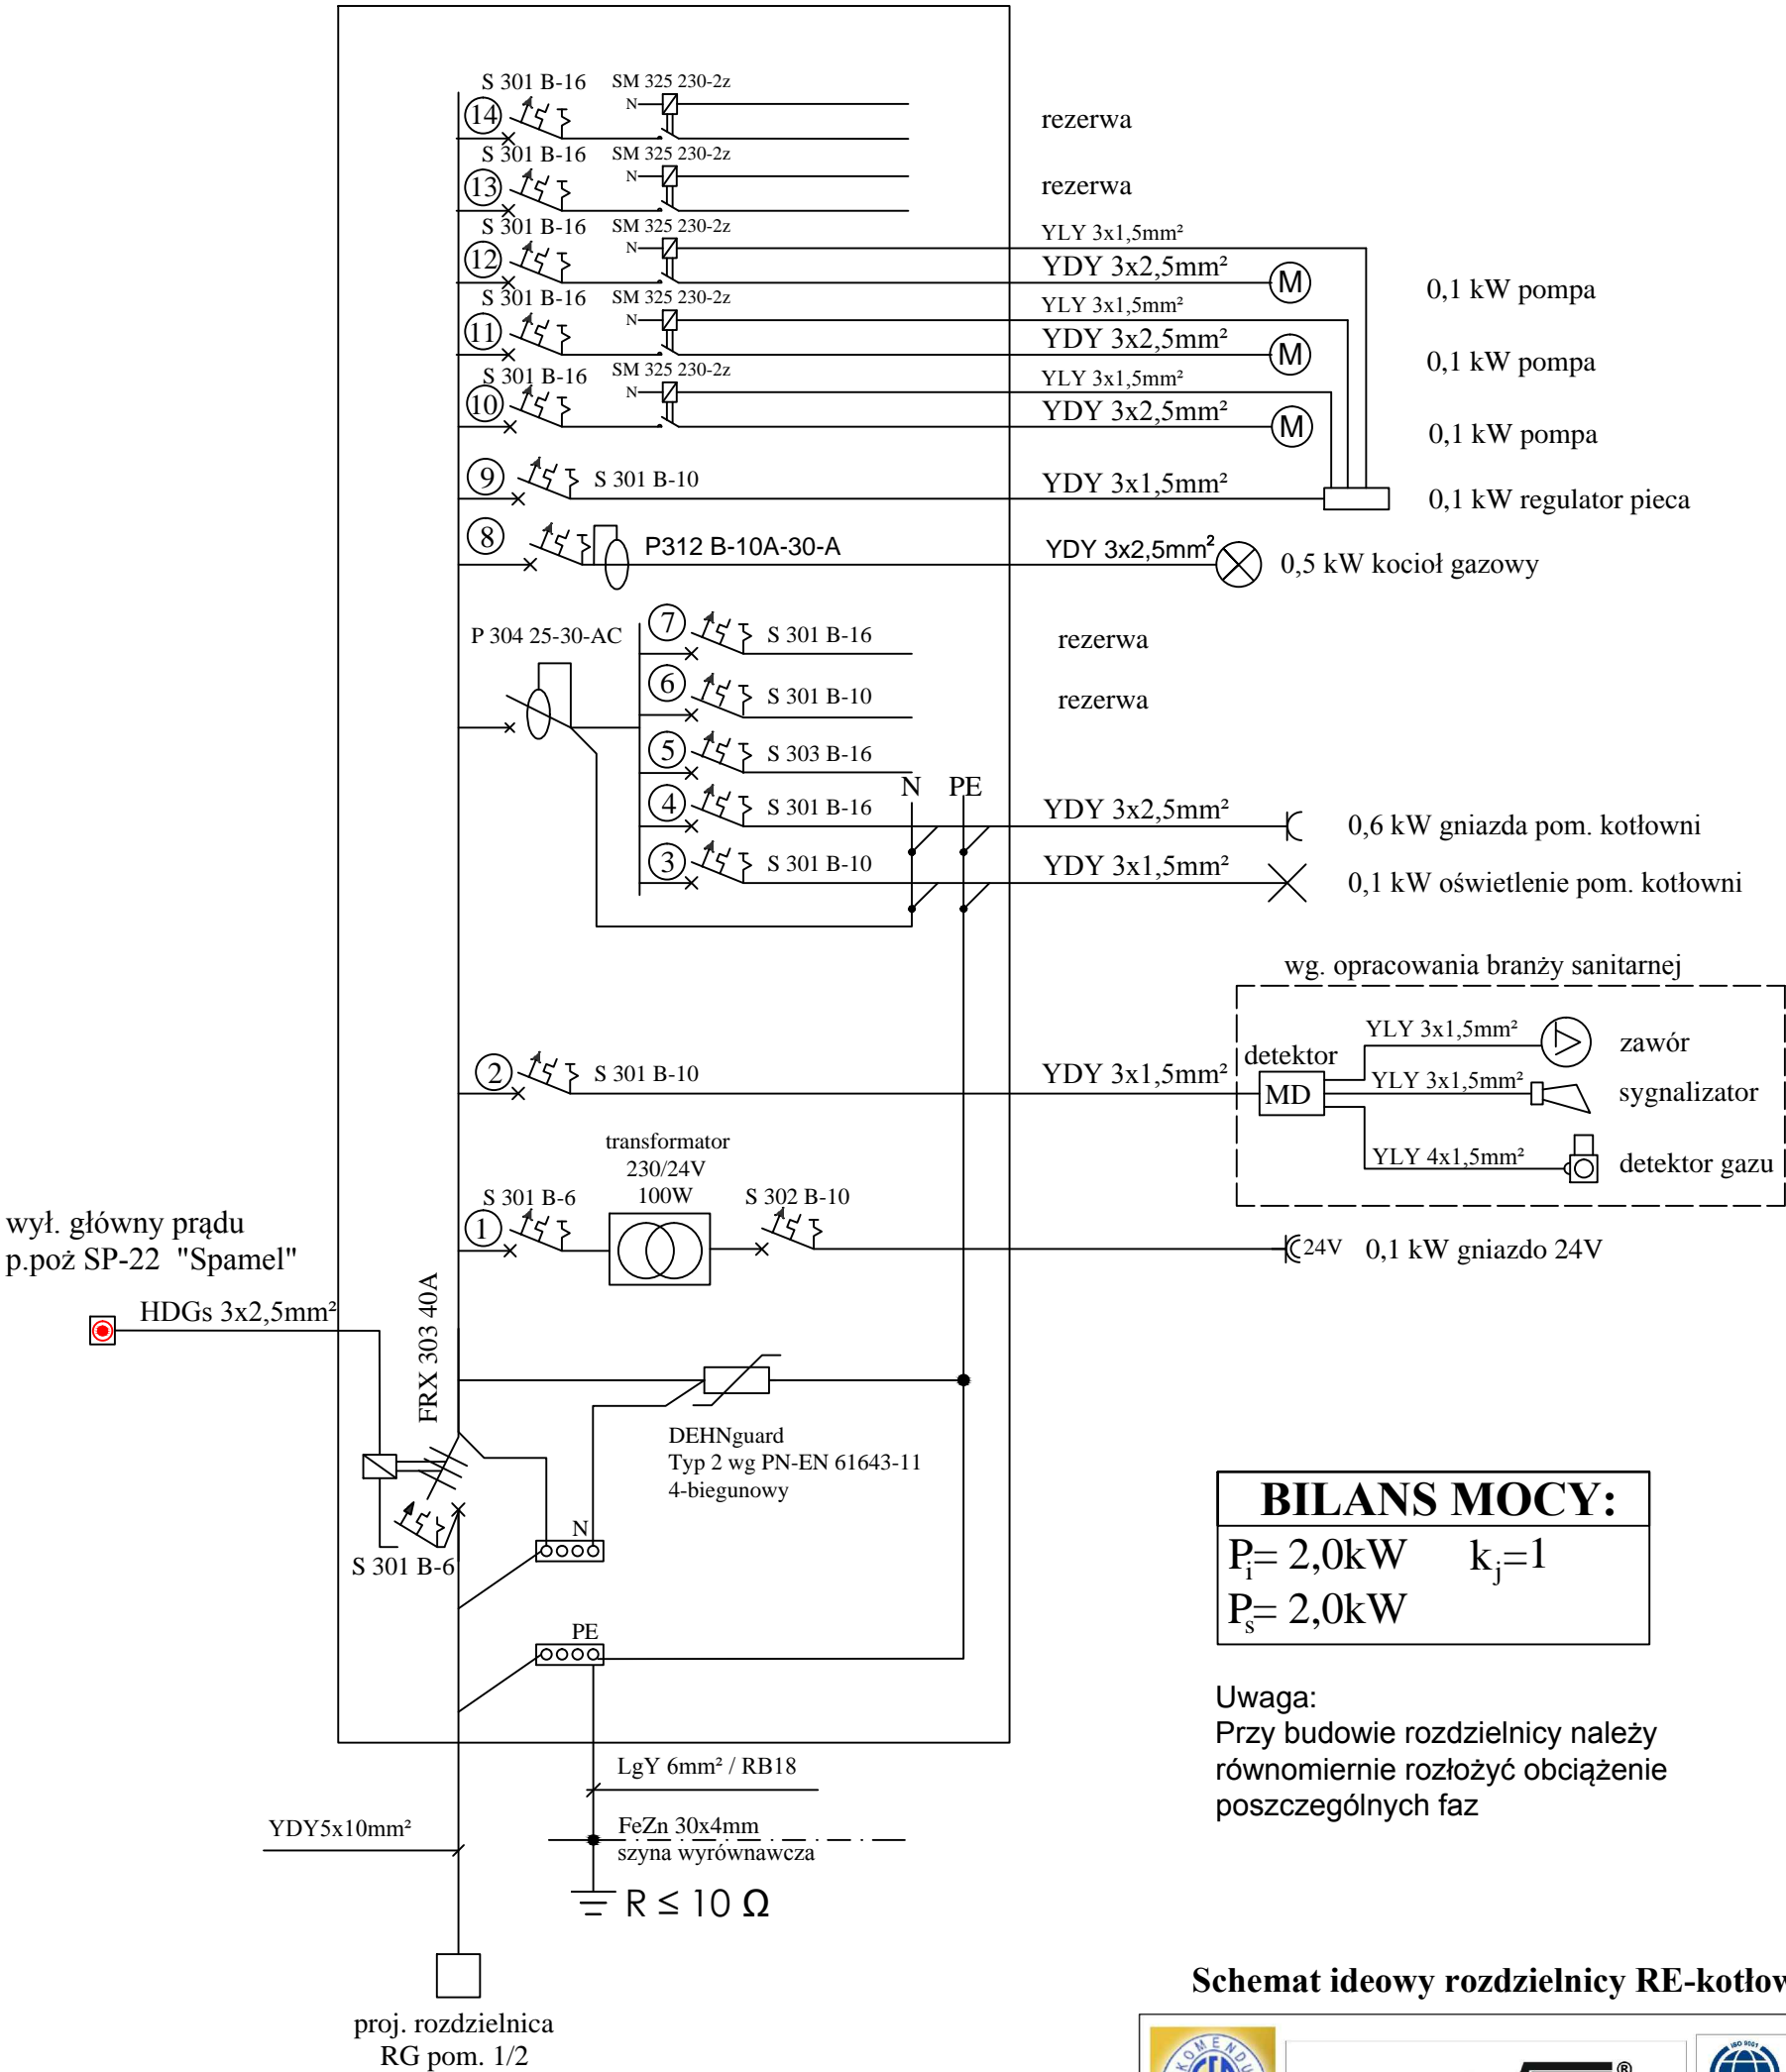 S 301 B-16 SM 325 230-2z
N
14
rezerwa
S 301 B-16 SM 325 230-2z
N
13
rezerwa
S 301 B-16 SM 325 230-2z
N
YLY 3x1,5mm²
12
YDY 3x2,5mm²
M
0,1 kW pompa
S 301 B-16 SM 325 230-2z
N
YLY 3x1,5mm²
11
YDY 3x2,5mm²
M
0,1 kW pompa
S 301 B-16 SM 325 230-2z
N
YLY 3x1,5mm²
10
YDY 3x2,5mm²
M
0,1 kW pompa
9 S 301 B-10 YDY 3x1,5mm²
0,1 kW regulator pieca
8 P312 B-10A-30-A YDY 3x2,5mm²
0,5 kW kocioł gazowy
P 304 25-30-AC
7 S 301 B-16 rezerwa
6 S 301 B-10 rezerwa
5 S 303 B-16
N PE
4 S 301 B-16 YDY 3x2,5mm²
0,6 kW gniazda pom. kotłowni
3 S 301 B-10 YDY 3x1,5mm²
0,1 kW oświetlenie pom. kotłowni
wg. opracowania branży sanitarnej
YLY 3x1,5mm² zawór
detektor
2 S 301 B-10 YDY 3x1,5mm²
MD
YLY 3x1,5mm² sygnalizator
YLY 4x1,5mm² detektor gazu
transformator
230/24V
100W
S 301 B-6
S 302 B-10
1
24V 0,1 kW gniazdo 24V
wył. główny prądu
p.poż SP-22 "Spamel"
HDGs 3x2,5mm²
FRX 303 40A
DEHNguard
Typ 2 wg PN-EN 61643-11
4-biegunowy
S 301 B-6
N
PE
BILANS MOCY:
Pi= 2,0kW kj=1
Ps= 2,0kW
Uwaga:
Przy budowie rozdzielnicy należy
równomiernie rozłożyć obciążenie
poszczególnych faz
LgY 6mm² / RB18
YDY5x10mm²
FeZn 30x4mm
szyna wyrównawcza
R ≤ 10 Ω
proj. rozdzielnica
RG pom. 1/2
Schemat ideowy rozdzielnicy RE-kotłow
®
ISO 9001